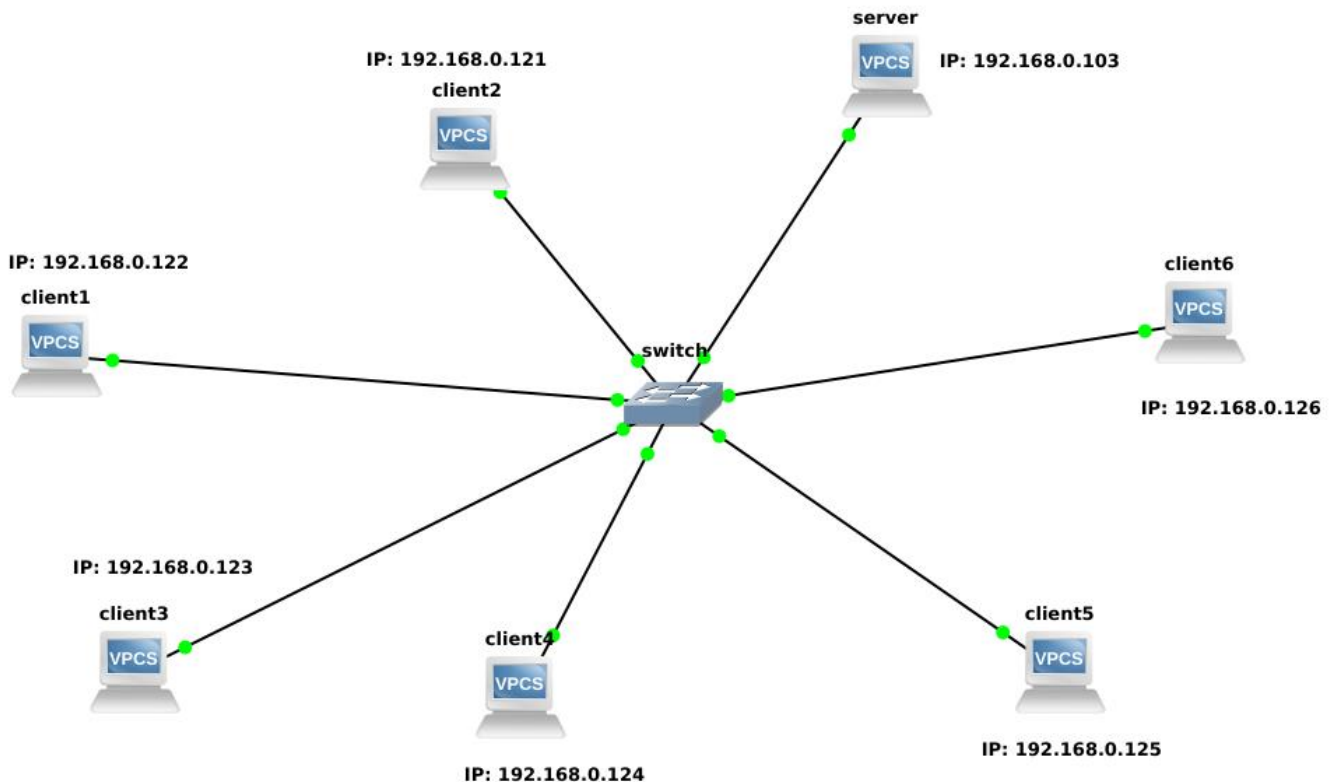 server
IP: 192.168.0.121
VPCS
IP: 192.168.0.103
client2
VPCS
IP: 192.168.0.122
client6
client1
VPCS
VPCS
switch
IP: 192.168.0.126
IP: 192.168.0.123
client3
client5
client4
VPCS
VPCS
VPCS
IP: 192.168.0.125
IP: 192.168.0.124